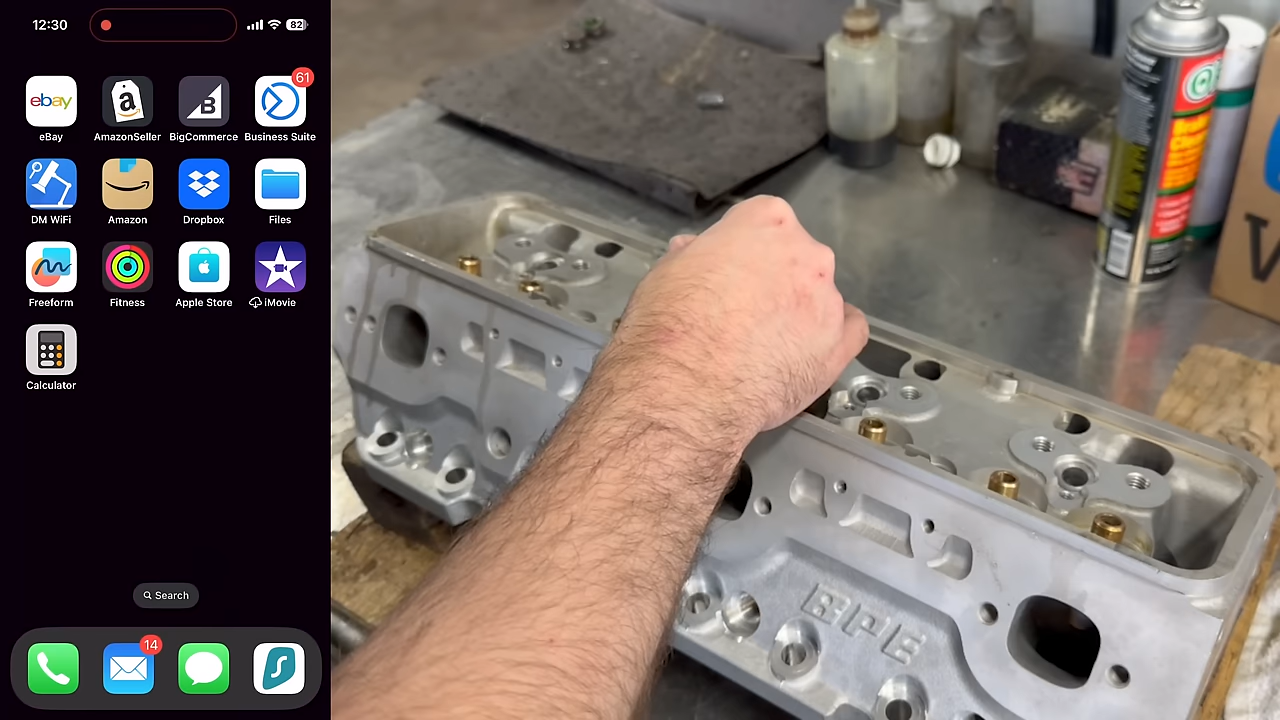 12:30
82
61
ebay
a
B
eBay
AmazonSeller
BigCommerce
Business Suite
DM WiFi
Amazon
Dropbox
Files
Freeform
Fitness
Apple Store
iMovie
Calculator
Search
14
BPE